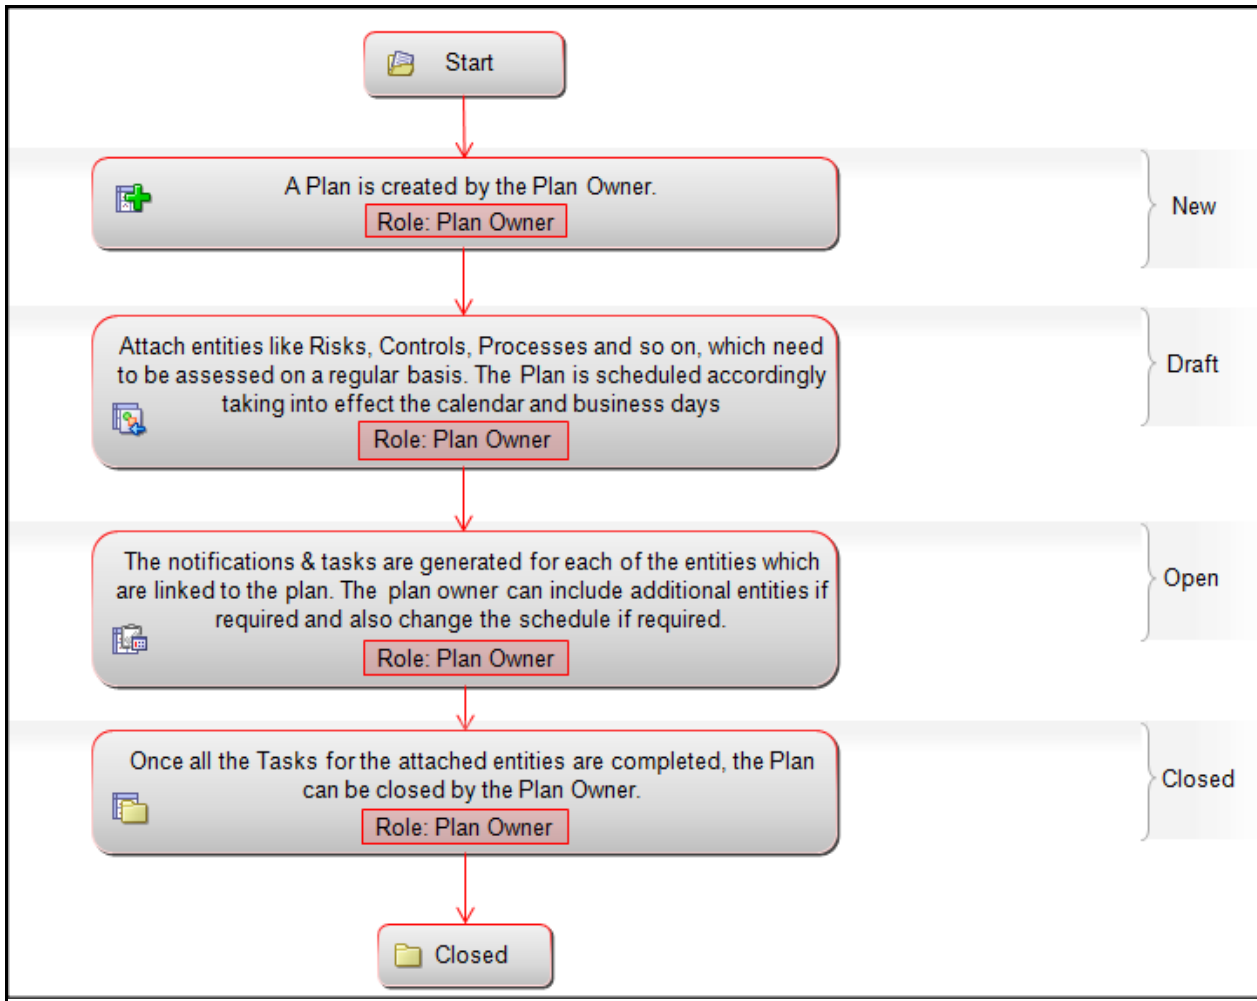 Start
A Plan is created by the Plan Owner.
Role: Plan Owner
New
Attach entities like Risks, Controls, Processes and so on, which need
to be assessed on a regular basis. The Plan is scheduled accordingly
taking into effect the calendar and business days
Role: Plan Owner
Draft
The notifications & tasks are generated for each of the entities which
are linked to the plan. The  plan owner can include additional entities if
required and also change the schedule if required.
Role: Plan Owner
Open
Once all the Tasks for the attached entities are completed, the Plan
can be closed by the Plan Owner.
Role: Plan Owner
Closed
Closed